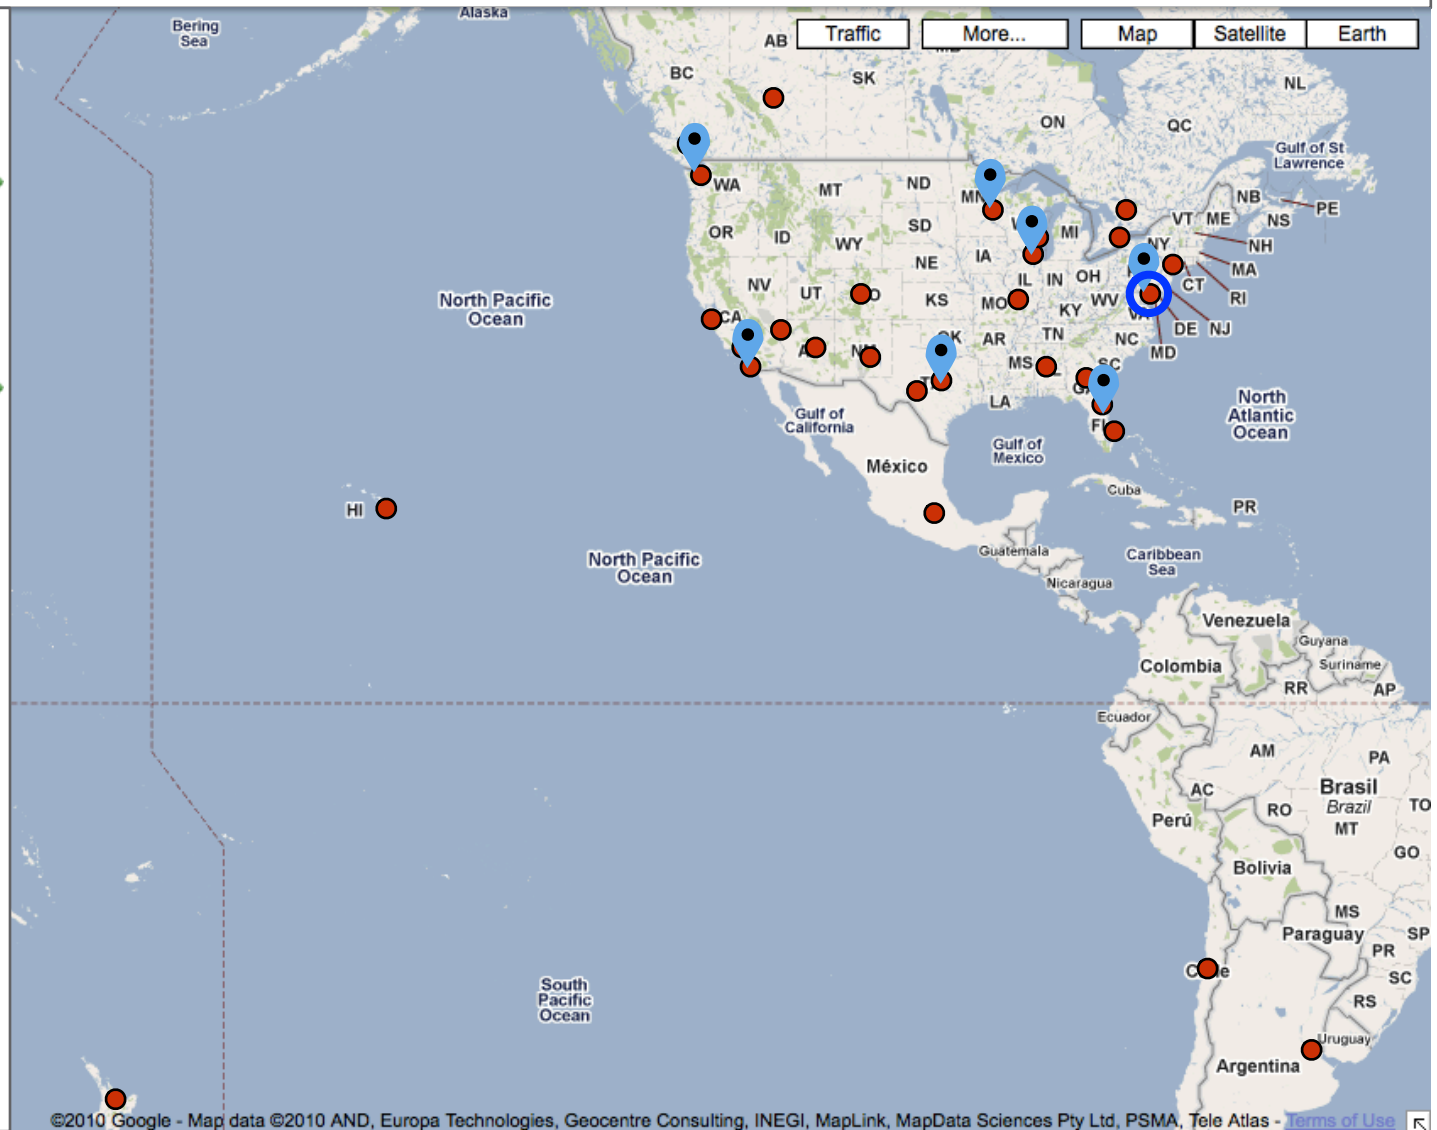 Alaska
Bering
Sea
Traffic
More...
Map
Satellite
Earth
AB
BC
SK
NL
ON
QC
Gulf of St
Lawrence
WA
MT
ND
NB
PE
VT
ME
NS
OR
ID
SD
MI
NY
NH
WY
IA
NE
MA
OH
NV
UT
IL
IN
CT
RI
North Pacific
Ocean
KS
MO
WV
KY
CA
DE
NJ
TN
NC
MD
AR
MS
SC
LA
North
Atlantic
Ocean
Gulf of
California
Gulf of
Mexico
México
Cuba
PR
HI
Guatemala
Caribbean
Sea
North Pacific
Ocean
Nicaragua
Venezuela
Guyana
Colombia
Suriname
RR
AP
Ecuador
AM
PA
AC
Brasil
Brazil
RO
TO
Perú
MT
GO
Bolivia
MS
Paraguay
SP
PR
SC
South
Pacific
Ocean
RS
Uruguay
Argentina
©2010 Google - Map data ©2010 AND, Europa Technologies, Geocentre Consulting, INEGI, MapLink, MapData Sciences Pty Ltd, PSMA, Tele Atlas - Terms of Use